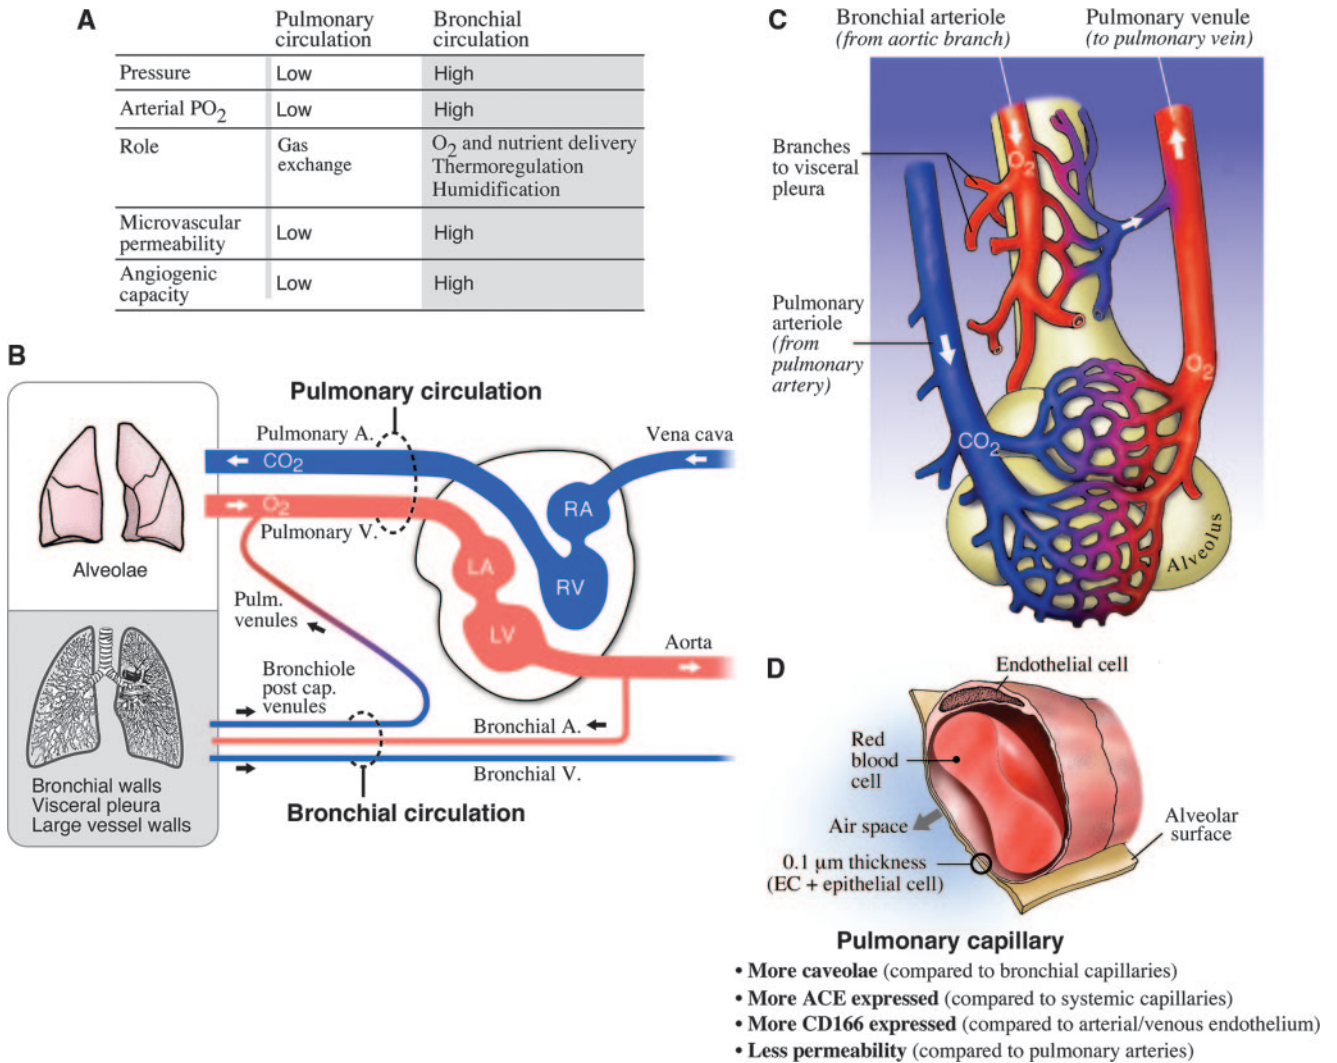 A
Pulmonary circulation
Bronchial circulation
Pressure Low High
Arterial PO2 Low High
Role Gas exchange O2 and nutrient delivery
Thermoregulation
Humidification
Microvascular permeability Low High
Angiogenic capacity Low High
B
Pulmonary circulation
Pulmonary A.
CO2
Vena cava
O2
Pulmonary V.
RA
LA
RV
LV
Alveolae
Pulm.
venules
Aorta
Bronchiole
post cap.
venules
Bronchial A.
Bronchial V.
Bronchial walls
Visceral pleura
Large vessel walls
Bronchial circulation
C
Bronchial arteriole
(from aortic branch)
Pulmonary venule
(to pulmonary vein)
Branches
to visceral
pleura
O2
Pulmonary
arteriole
(from
pulmonary
artery)
O2
CO2
Alveolus
D
Endothelial cell
Red
blood
cell
Air space
Alveolar
surface
0.1 µm thickness
(EC + epithelial cell)
Pulmonary capillary
• More caveolae (compared to bronchial capillaries)
• More ACE expressed (compared to systemic capillaries)
• More CD166 expressed (compared to arterial/venous endothelium)
• Less permeability (compared to pulmonary arteries)